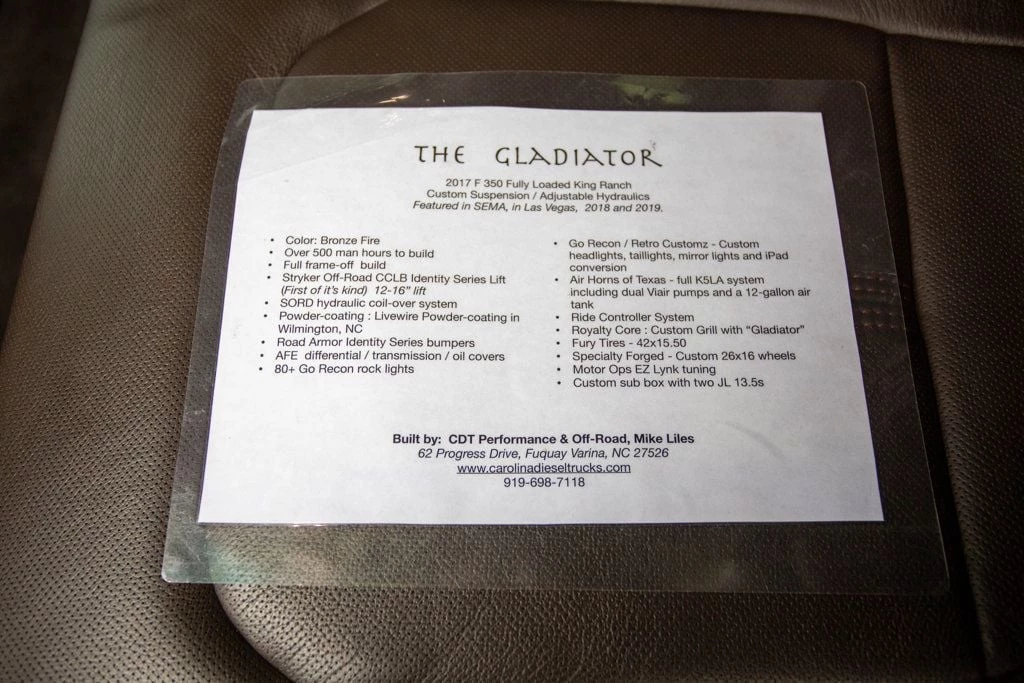 THE GLADIATOR
2017 F 350 Fully Loaded King Ranch
Custom Suspension / Adjustable Hydraulics
Featured in SEMA, in Las Vegas, 2018 and 2019.
• Color: Bronze Fire
• Over 500 man hours to build
• Full frame-off build
• Stryker Off-Road CCLB Identity Series Lift
(First of it's kind) 12-16" lift
• SORD hydraulic coil-over system
• Powder-coating : Livewire Powder-coating in
Wilmington, NC
• Road Armor Identity Series bumpers
• AFE differential / transmission / oil covers
• 80+ Go Recon rock lights
• Go Recon / Retro Customz - Custom
headlights, taillights, mirror lights and iPad
conversion
• Air Horns of Texas - full K5LA system
including dual Viair pumps and a 12-gallon air
tank
• Ride Controller System
• Royalty Core : Custom Grill with "Gladiator"
• Fury Tires - 42x15.50
• Specialty Forged - Custom 26x16 wheels
• Motor Ops EZ Lynk tuning
• Custom sub box with two JL 13.5s
Built by: CDT Performance & Off-Road, Mike Liles
62 Progress Drive, Fuquay Varina, NC 27526
www.carolinadieseltrucks.com
919-698-7118